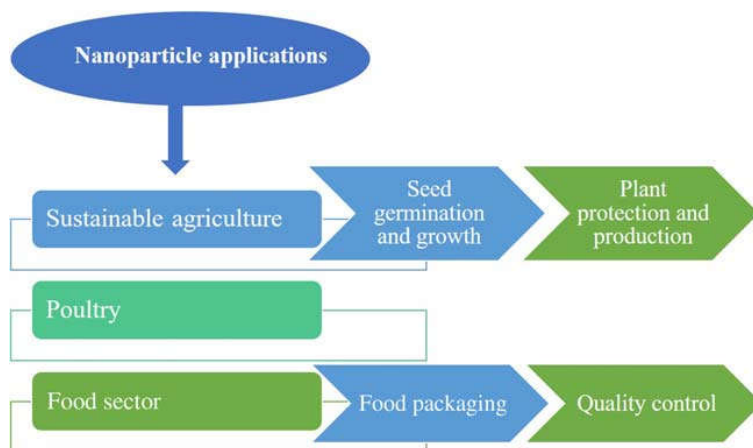 Nanoparticle applications
Sustainable agriculture
Seed
germination
and growth
Plant
protection and
production
Poultry
Food sector
Food packaging
Quality control